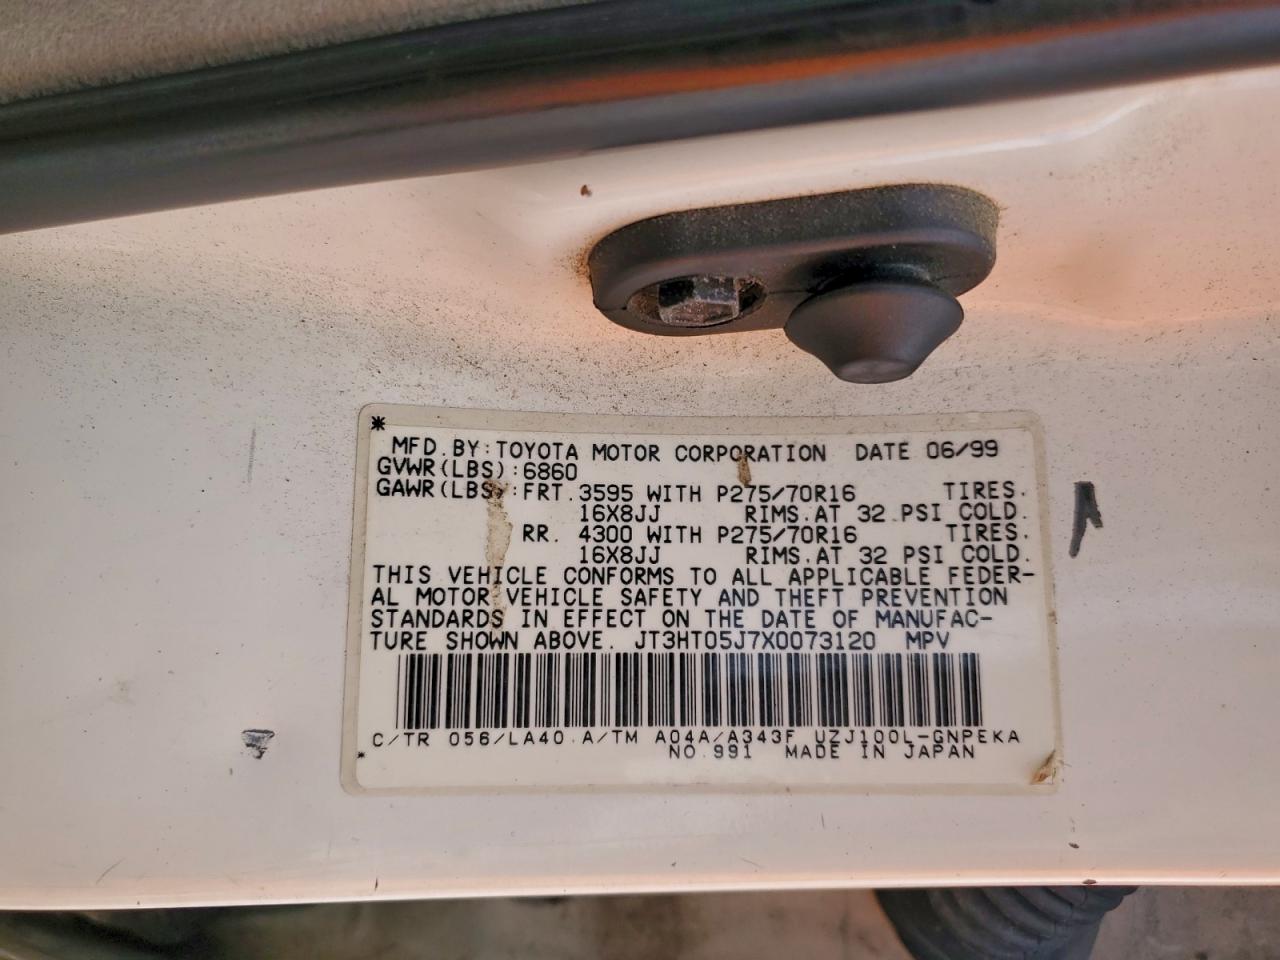 *
MFD. BY: TOYOTA MOTOR CORPORATION DATE 06/99
GVWR(LBS): 6860
GAWR(LBS): FRT. 3595 WITH P275/70R16 TIRES.
16X8JJ RIMS. AT 32 PSI COLD.
RR. 4300 WITH P275/70R16 TIRES.
16X8JJ RIMS. AT 32 PSI COLD.
THIS VEHICLE CONFORMS TO ALL APPLICABLE FEDER-
AL MOTOR VEHICLE SAFETY AND THEFT PREVENTION
STANDARDS IN EFFECT ON THE DATE OF MANUFAC-
TURE SHOWN ABOVE. JT3HT05J7X0073120 MPV
C/TR 056/LA40 A/TM A04A/A343F UZJ100L-GNPEKA
* NO. 991 MADE IN JAPAN